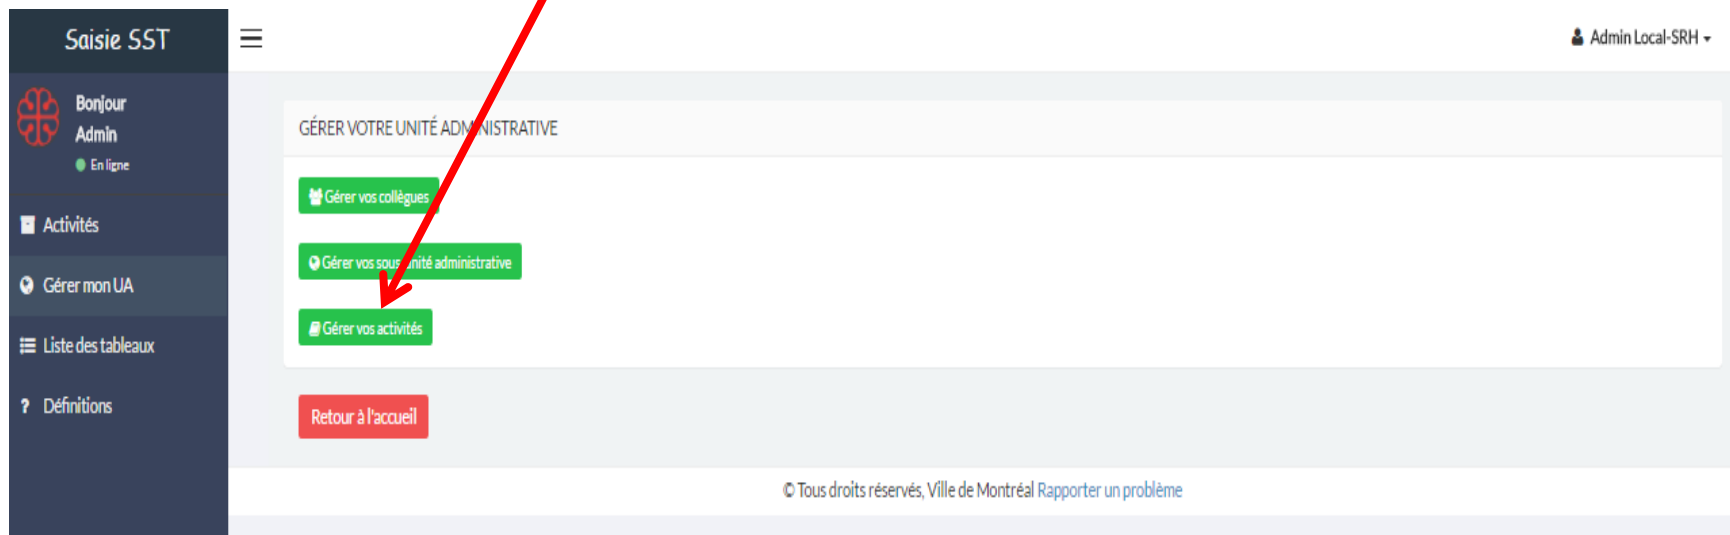 Saisie SST
Admin Local-SRH
Bonjour
Admin
En ligne
Activités
Gérer mon UA
Liste des tableaux
? Définitions
GÉRER VOTRE UNITÉ ADMINISTRATIVE
Gérer vos collègues
Gérer vos sous unité administrative
Gérer vos activités
Retour à l'accueil
© Tous droits réservés, Ville de Montréal Rapporter un problème